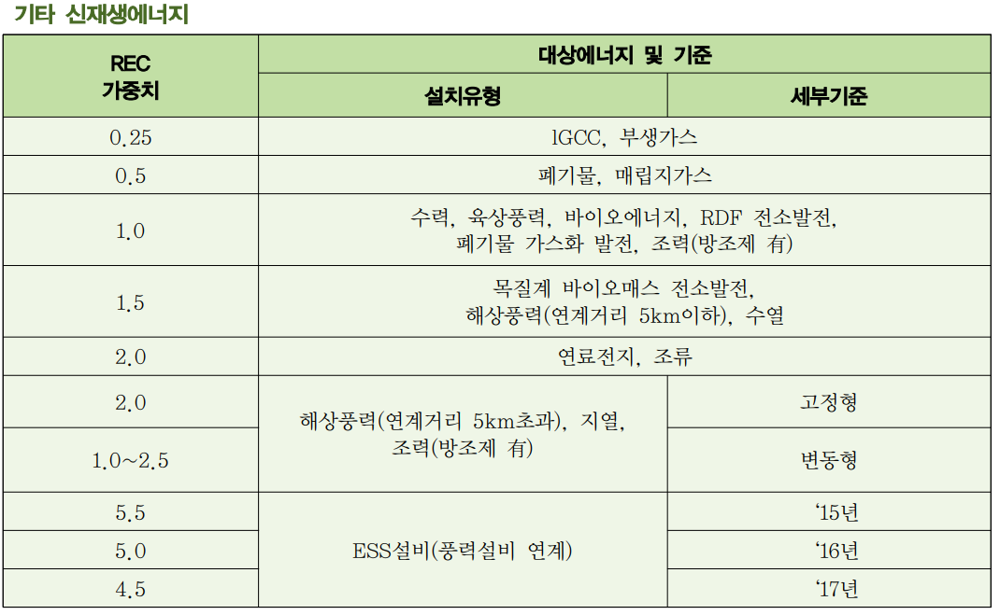 기타 신재생에너지
REC
가중치
대상에너지 및 기준
설치유형
세부기준
0.25
IGCC, 부생가스
0.5
폐기물, 매립지가스
1.0
수력, 육상풍력, 바이오에너지, RDF 전소발전,
폐기물 가스화 발전, 조력(방조제 有)
1.5
목질계 바이오매스 전소발전,
해상풍력(연계거리 5km이하), 수열
2.0
연료전지, 조류
2.0
해상풍력(연계거리 5km초과), 지열,
조력(방조제 有)
고정형
1.0~2.5
변동형
5.5
ESS설비(풍력설비 연계)
‘15년
5.0
‘16년
4.5
‘17년